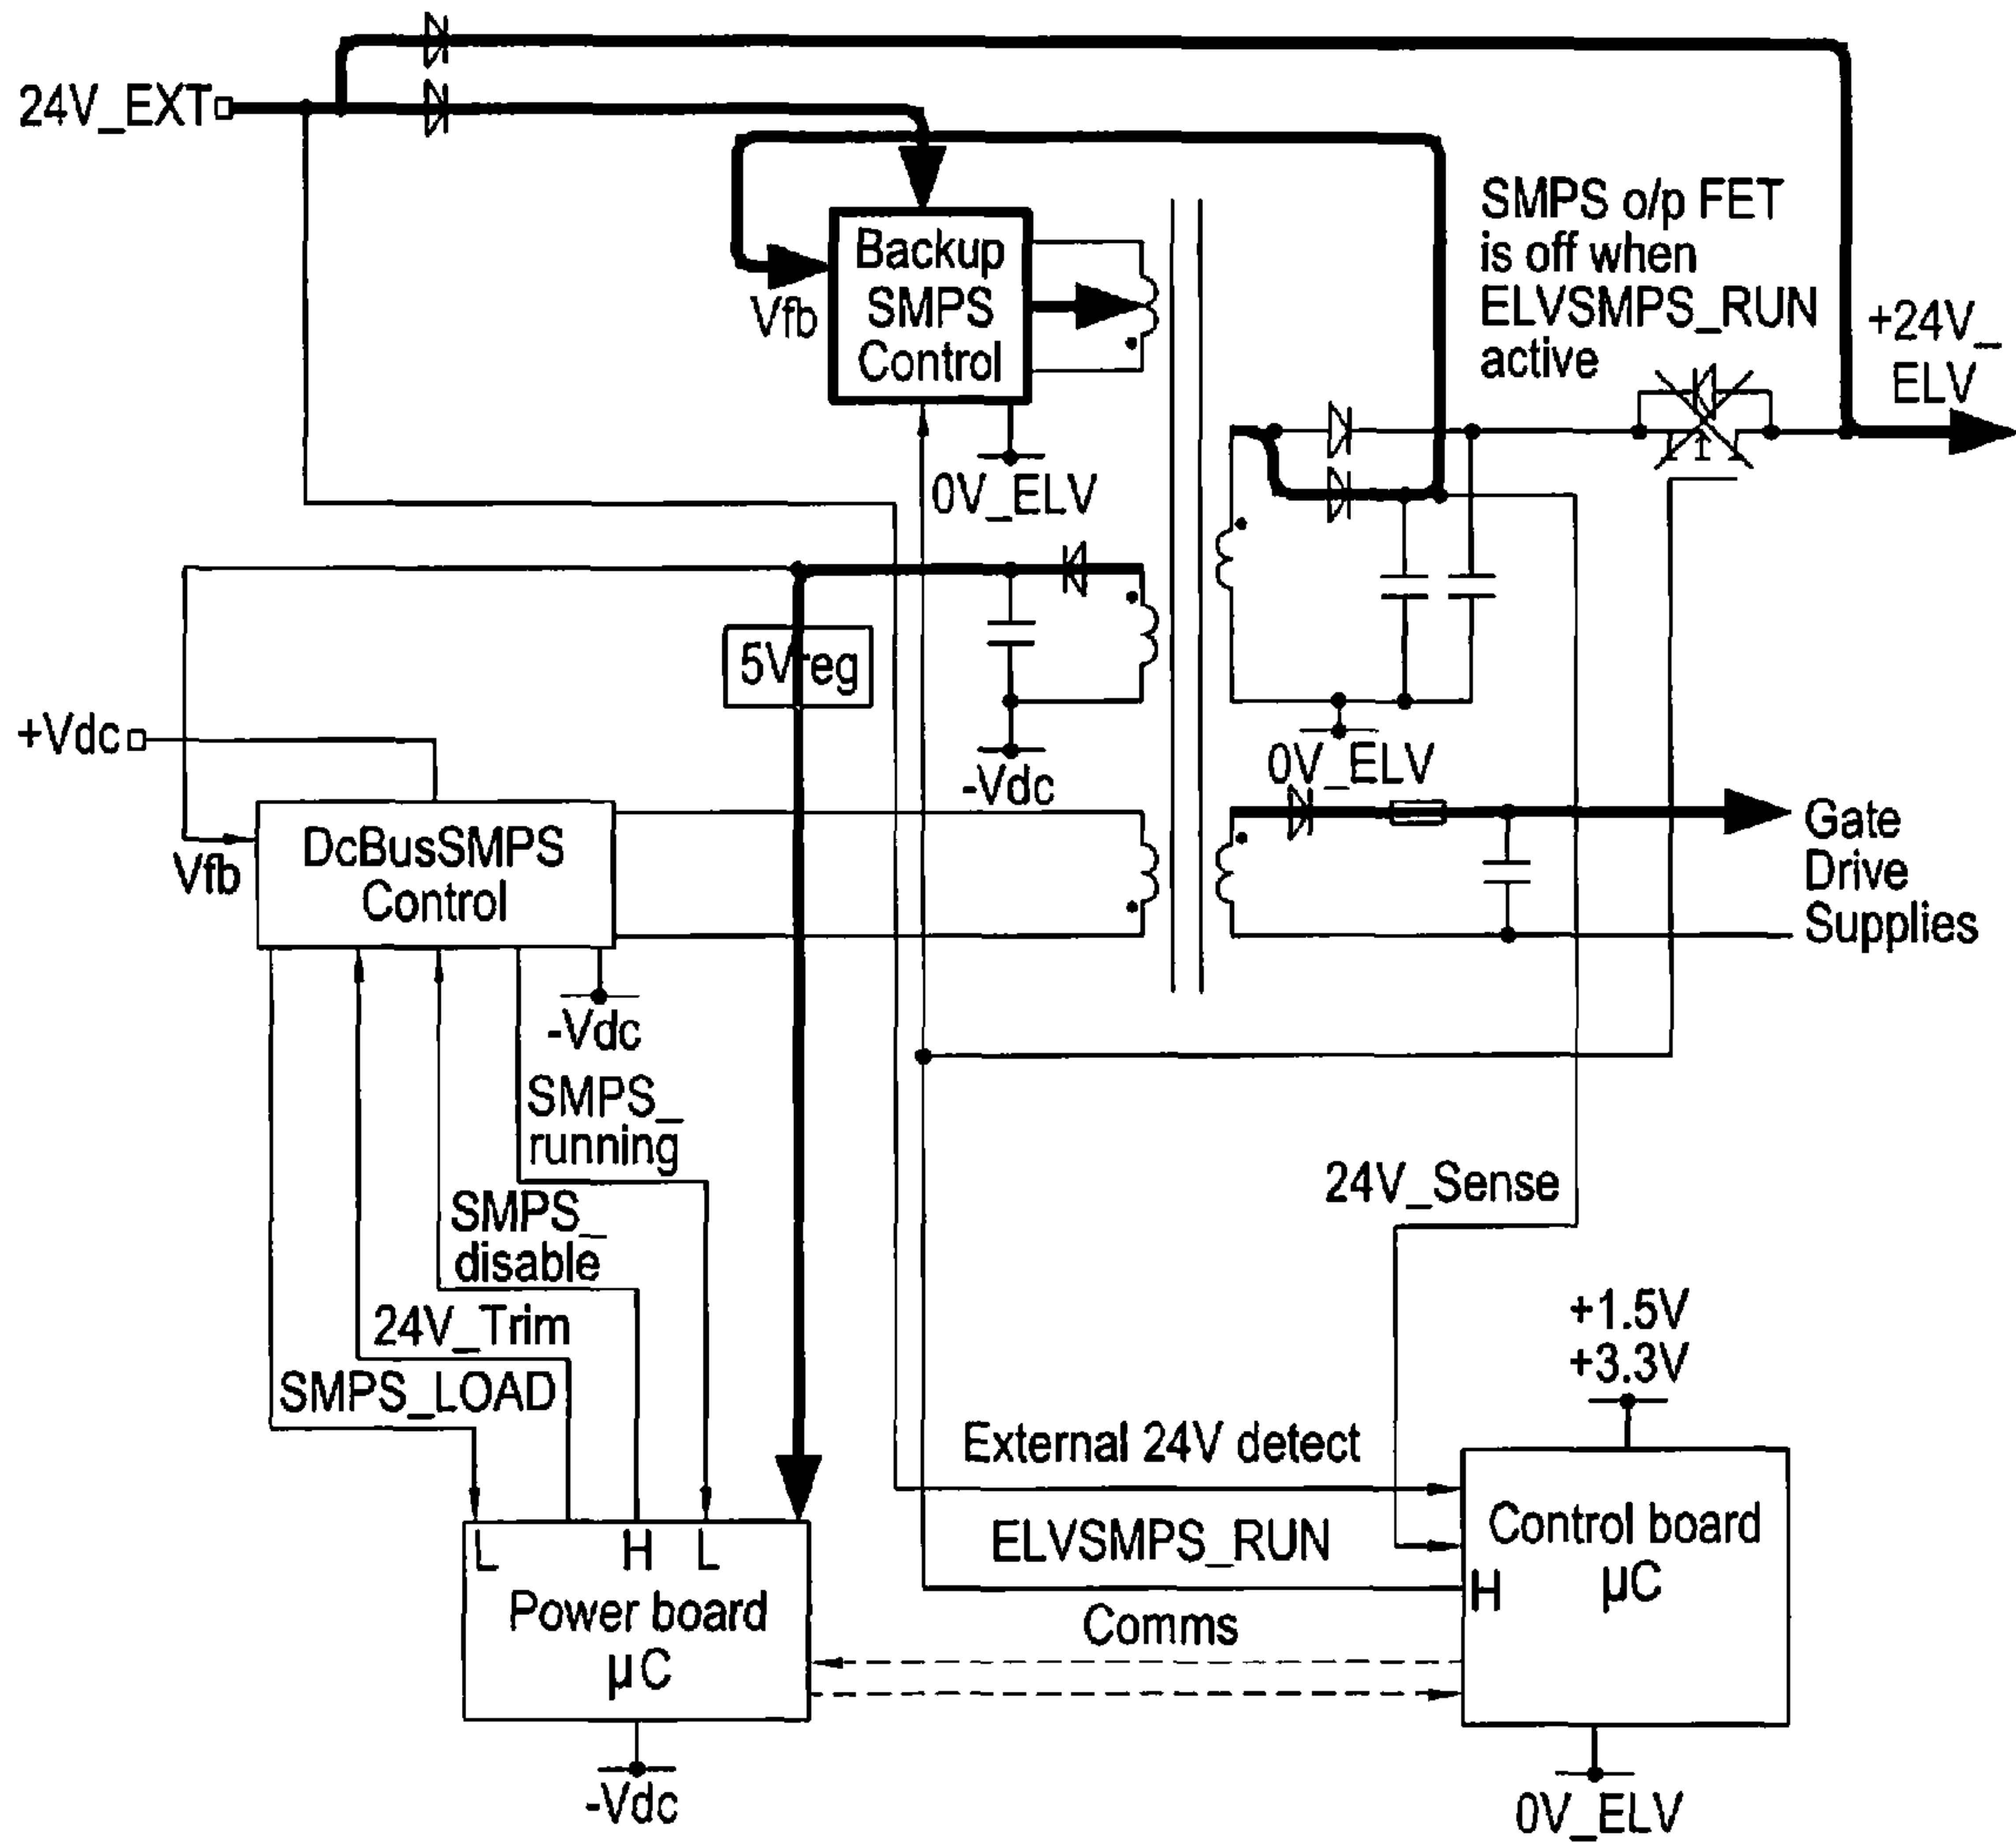 24V_EXT
SMPS o/p FET
is off when
ELVSMPS_RUN
active
+24V_
ELV
Backup
SMPS
Control
Vfb
0V_ELV
5Vreg
+Vdc
-Vdc
0V_ELV
DcBusSMPS
Control
Vfb
Gate
Drive
Supplies
-Vdc
SMPS_
running
SMPS_
disable
24V_Trim
SMPS_LOAD
24V_Sense
+1.5V
+3.3V
External 24V detect
ELVSMPS_RUN
Comms
L H L
Power board
µC
Control board
µC
H
-Vdc
0V_ELV